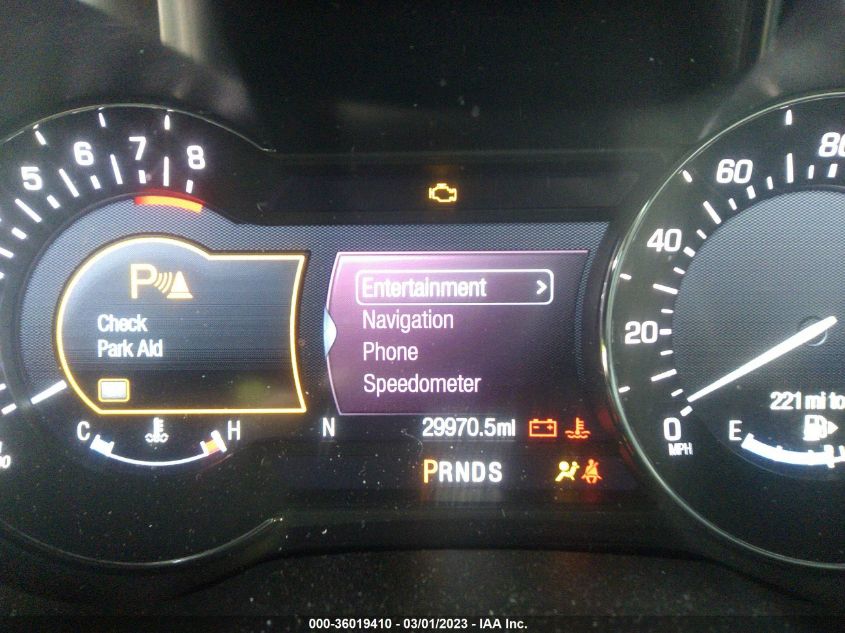 5 6 7 8
P
Check
Park Aid
Entertainment >
Navigation
Phone
Speedometer
C H
N 29970.5mi
PRNDS
0 20 40 60 80
MPH
221 mi to
E
000-36019410 - 03/01/2023 - IAA Inc.